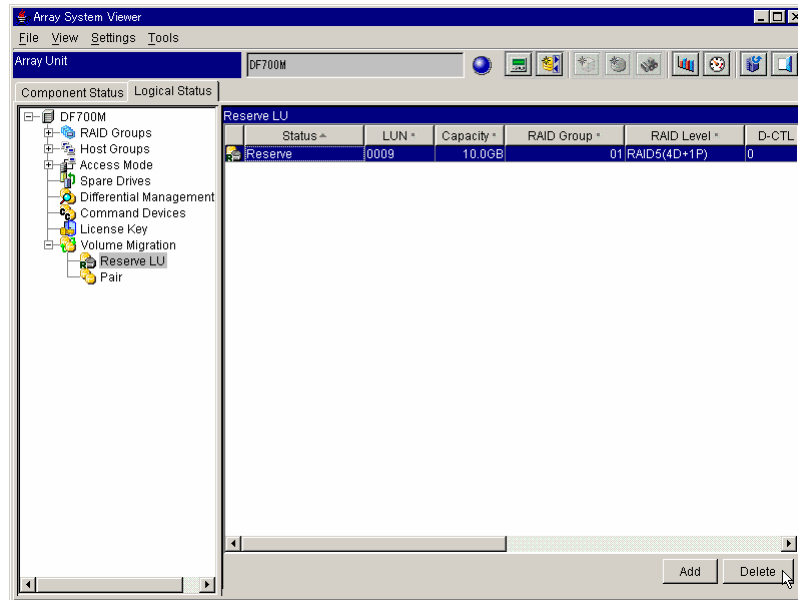 Array System Viewer
File View Settings Tools
Array Unit
DF700M
Component Status Logical Status
DF700M
RAID Groups
Host Groups
Access Mode
Spare Drives
Differential Management
Command Devices
License Key
Volume Migration
Reserve LU
Pair
Reserve LU
Status LUN Capacity RAID Group RAID Level D-CTL
Reserve 0009 10.0GB 01 RAID5(4D+1P) 0
Add Delete